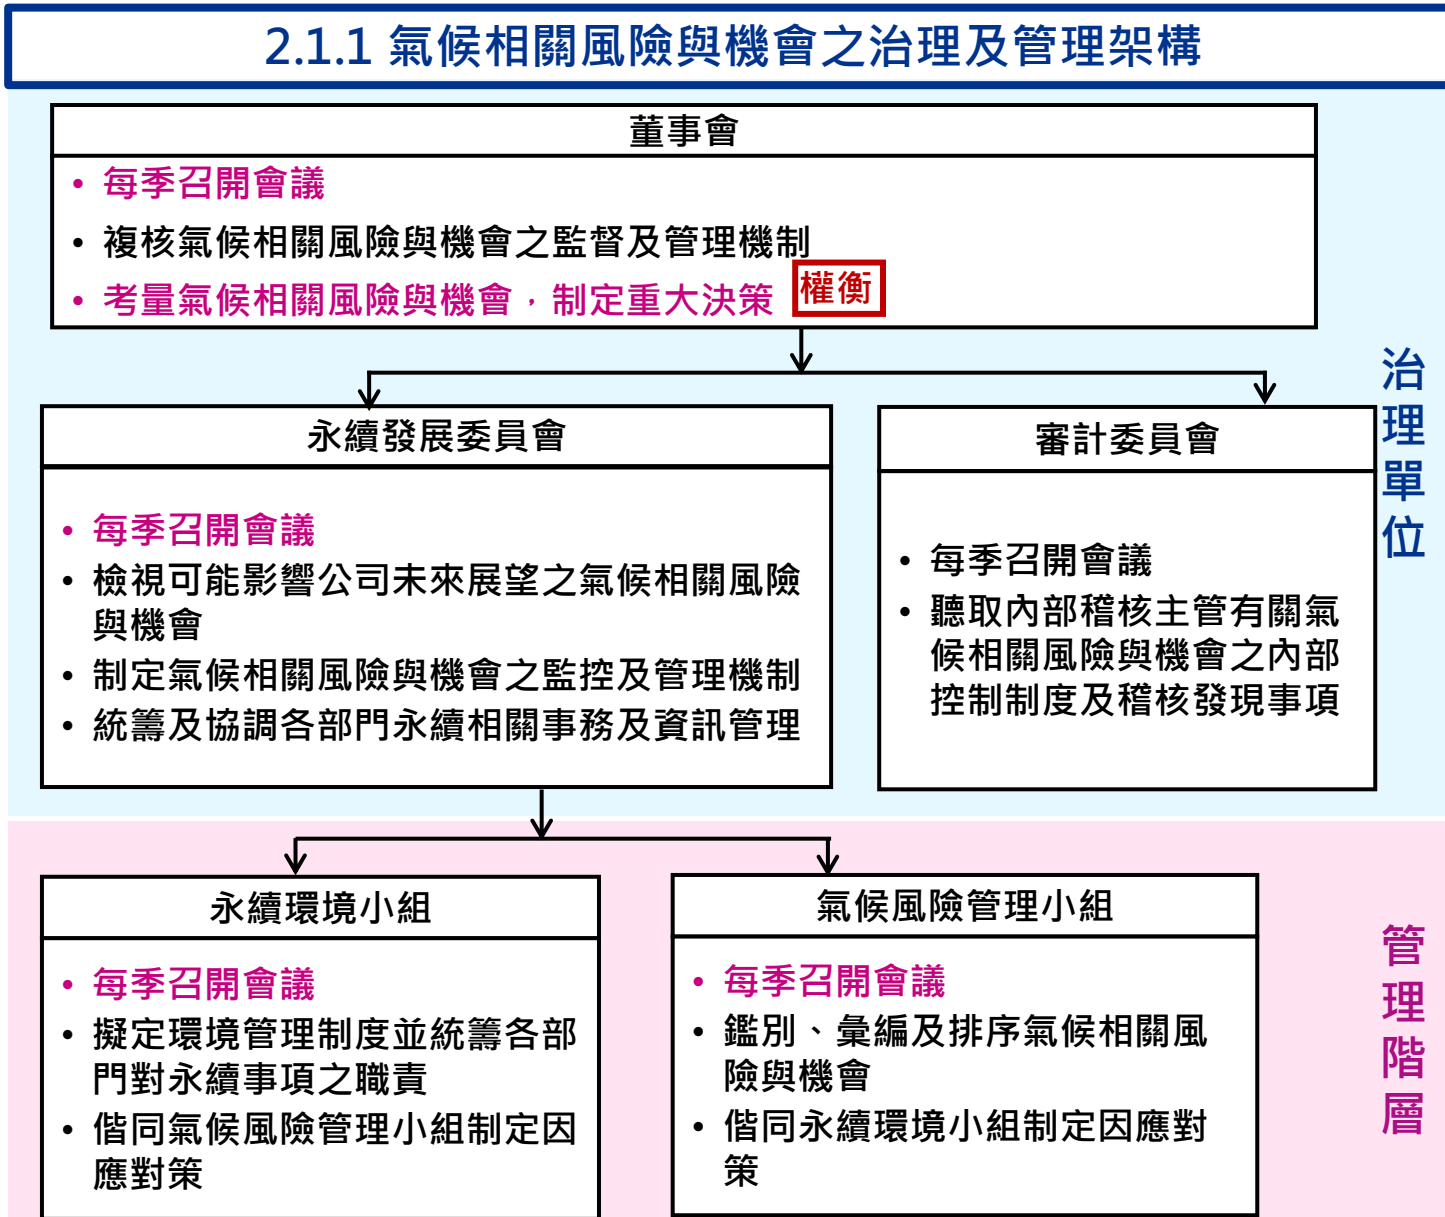 2.1.1 氣候相關風險與機會之治理及管理架構
董事會
• 每季召開會議
• 複核氣候相關風險與機會之監督及管理機制
• 考量氣候相關風險與機會，制定重大決策
權衡
治理單位
永續發展委員會
• 每季召開會議
• 檢視可能影響公司未來展望之氣候相關風險
與機會
• 制定氣候相關風險與機會之監控及管理機制
• 統籌及協調各部門永續相關事務及資訊管理
審計委員會
• 每季召開會議
• 聽取內部稽核主管有關氣
候相關風險與機會之內部
控制制度及稽核發現事項
永續環境小組
• 每季召開會議
• 擬定環境管理制度並統籌各部
門對永續事項之職責
• 偕同氣候風險管理小組制定因
應對策
氣候風險管理小組
• 每季召開會議
• 鑑別、彙編及排序氣候相關風
險與機會
• 偕同永續環境小組制定因應對
策
管理階層